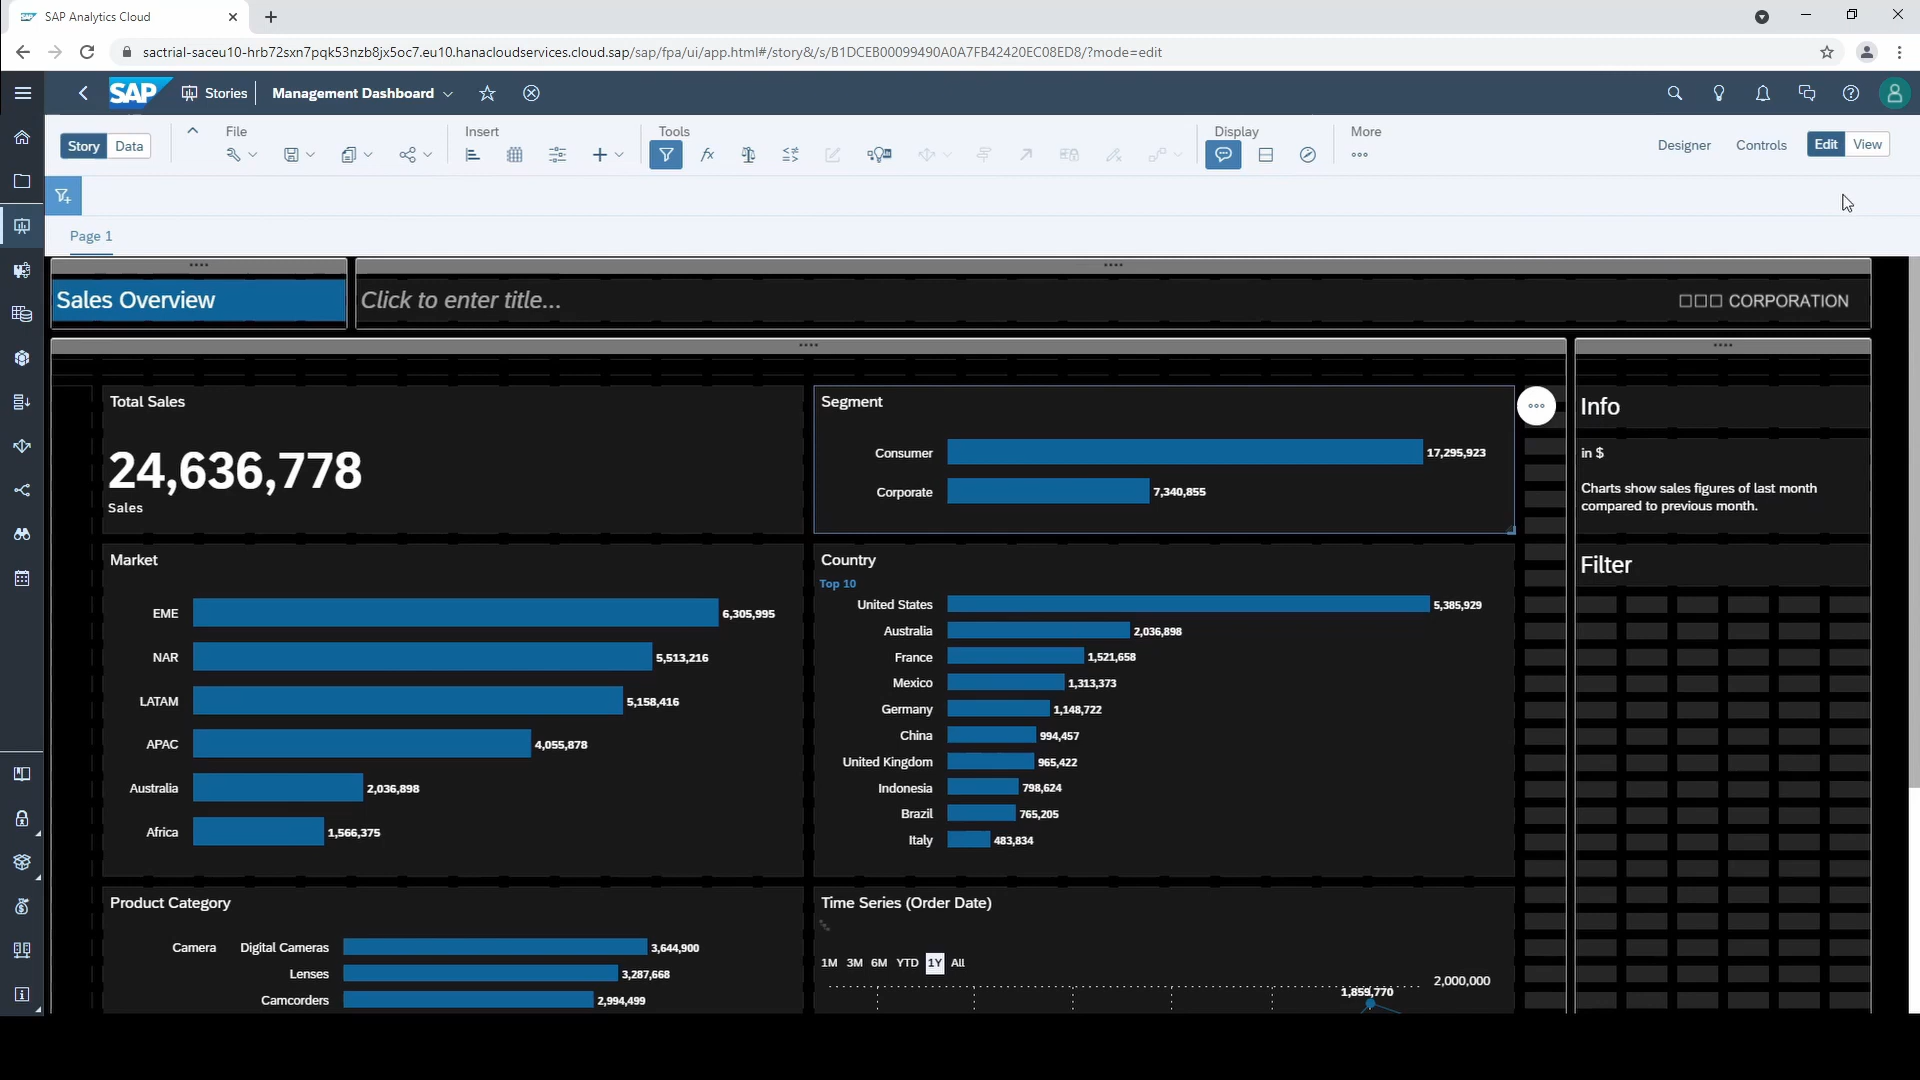 SAP Analytics Cloud
sactrial-saceu10-hrb72sxn7pqk53nzb8jx5oc7.eu10.hanacloudservices.cloud.sap/sap/fpa/ui/app.html#/story&/s/B1DCEB00099490A0A7FB42420EC08ED8/?mode=edit
SAP Stories Management Dashboard
Story Data
File Insert Tools Display More
Designer Controls Edit View
Page 1
Sales Overview
Click to enter title...
CORPORATION
Total Sales
24,636,778
Sales
Segment
Consumer 17,295,923
Corporate 7,340,855
Info
in $
Charts show sales figures of last month
compared to previous month.
Filter
Market
EME 6,305,995
NAR 5,513,216
LATAM 5,158,416
APAC 4,055,878
Australia 2,036,898
Africa 1,566,375
Country
Top 10
United States 5,385,929
Australia 2,036,898
France 1,521,658
Mexico 1,313,373
Germany 1,148,722
China 994,457
United Kingdom 965,422
Indonesia 798,624
Brazil 765,205
Italy 483,834
Product Category
Camera Digital Cameras 3,644,900
Lenses 3,287,668
Camcorders 2,994,499
Time Series (Order Date)
1M 3M 6M YTD 1Y All
2,000,000
1,859,770